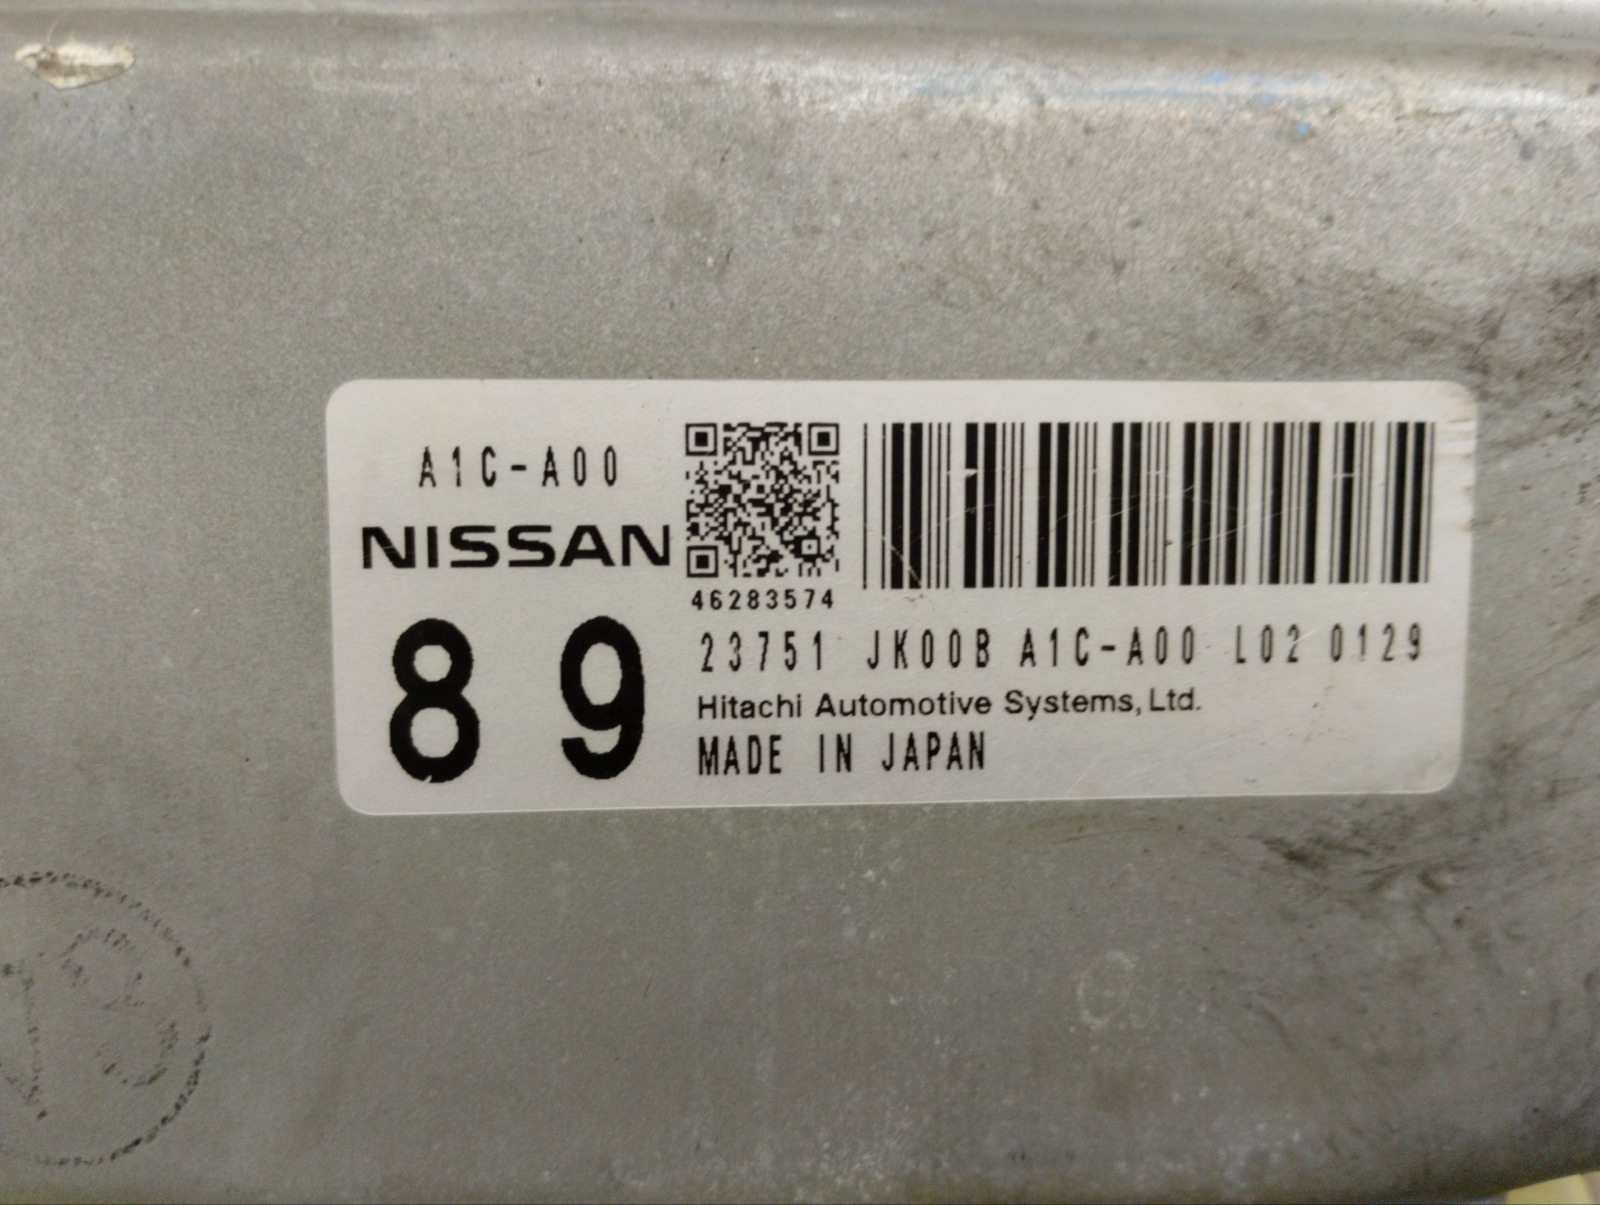 A1C-A00
NISSAN
89
46283574
23751 JK00B A1C-A00 L02 0129
Hitachi Automotive Systems, Ltd.
MADE IN JAPAN